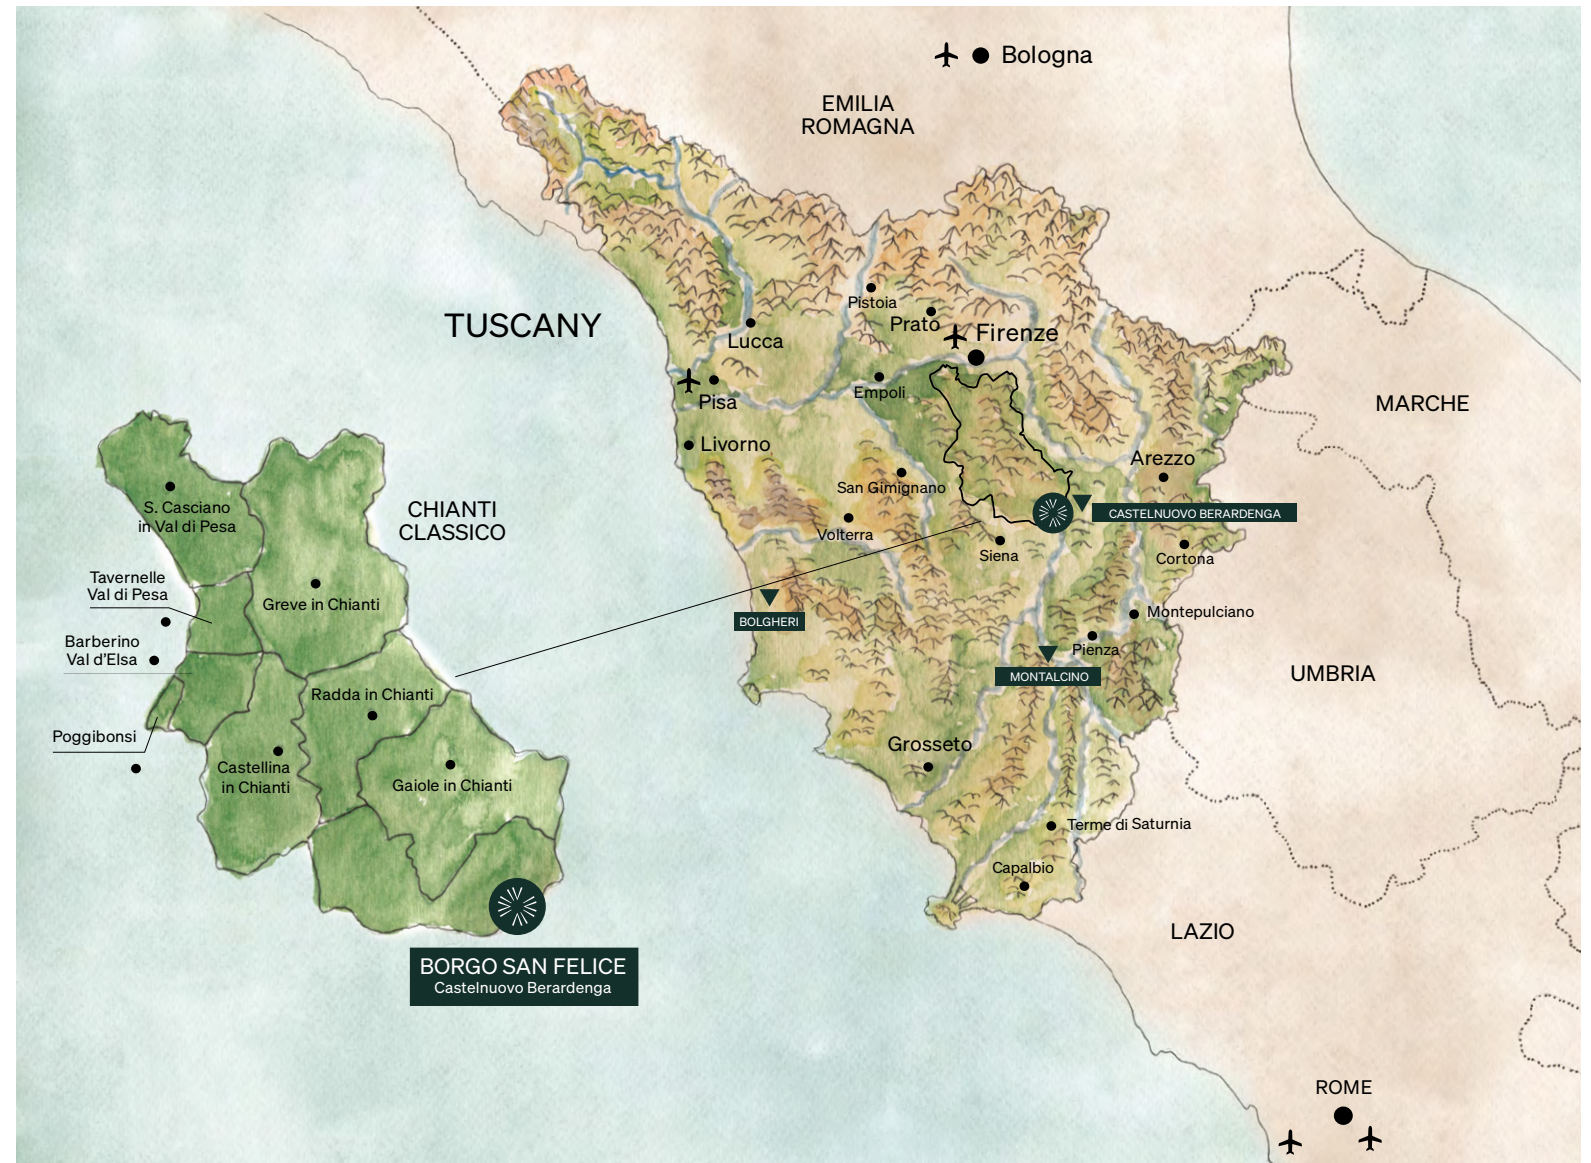 Bologna
EMILIA
ROMAGNA
TUSCANY
Pistoia
Prato
Firenze
Lucca
Empoli
Pisa
MARCHE
Livorno
Arezzo
San Gimignano
CASTELNUOVO BERARDENGA
Volterra
Siena
Cortona
BOLGHERI
Montepulciano
Pienza
MONTALCINO
UMBRIA
Grosseto
Terme di Saturnia
Capalbio
LAZIO
ROME
CHIANTI
CLASSICO
S. Casciano
in Val di Pesa
Tavernelle
Val di Pesa
Greve in Chianti
Barberino
Val d'Elsa
Radda in Chianti
Poggibonsi
Castellina
in Chianti
Gaiole in Chianti
BORGO SAN FELICE
Castelnuovo Berardenga